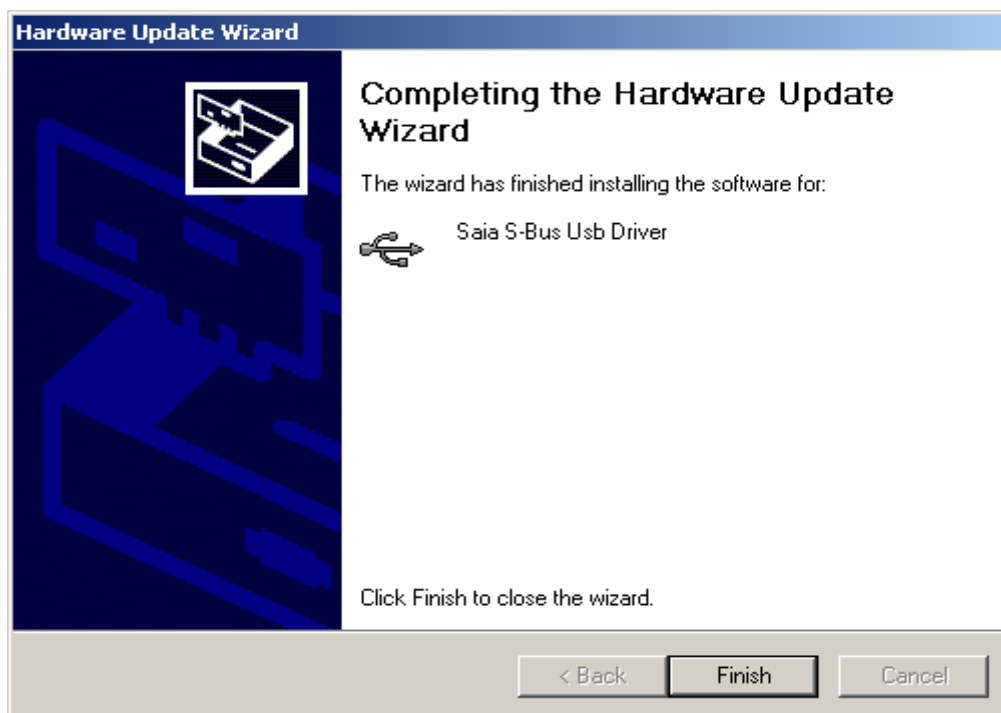 Hardware Update Wizard
Completing the Hardware Update
Wizard
The wizard has finished installing the software for:
Saia S-Bus Usb Driver
Click Finish to close the wizard.
< Back
Finish
Cancel